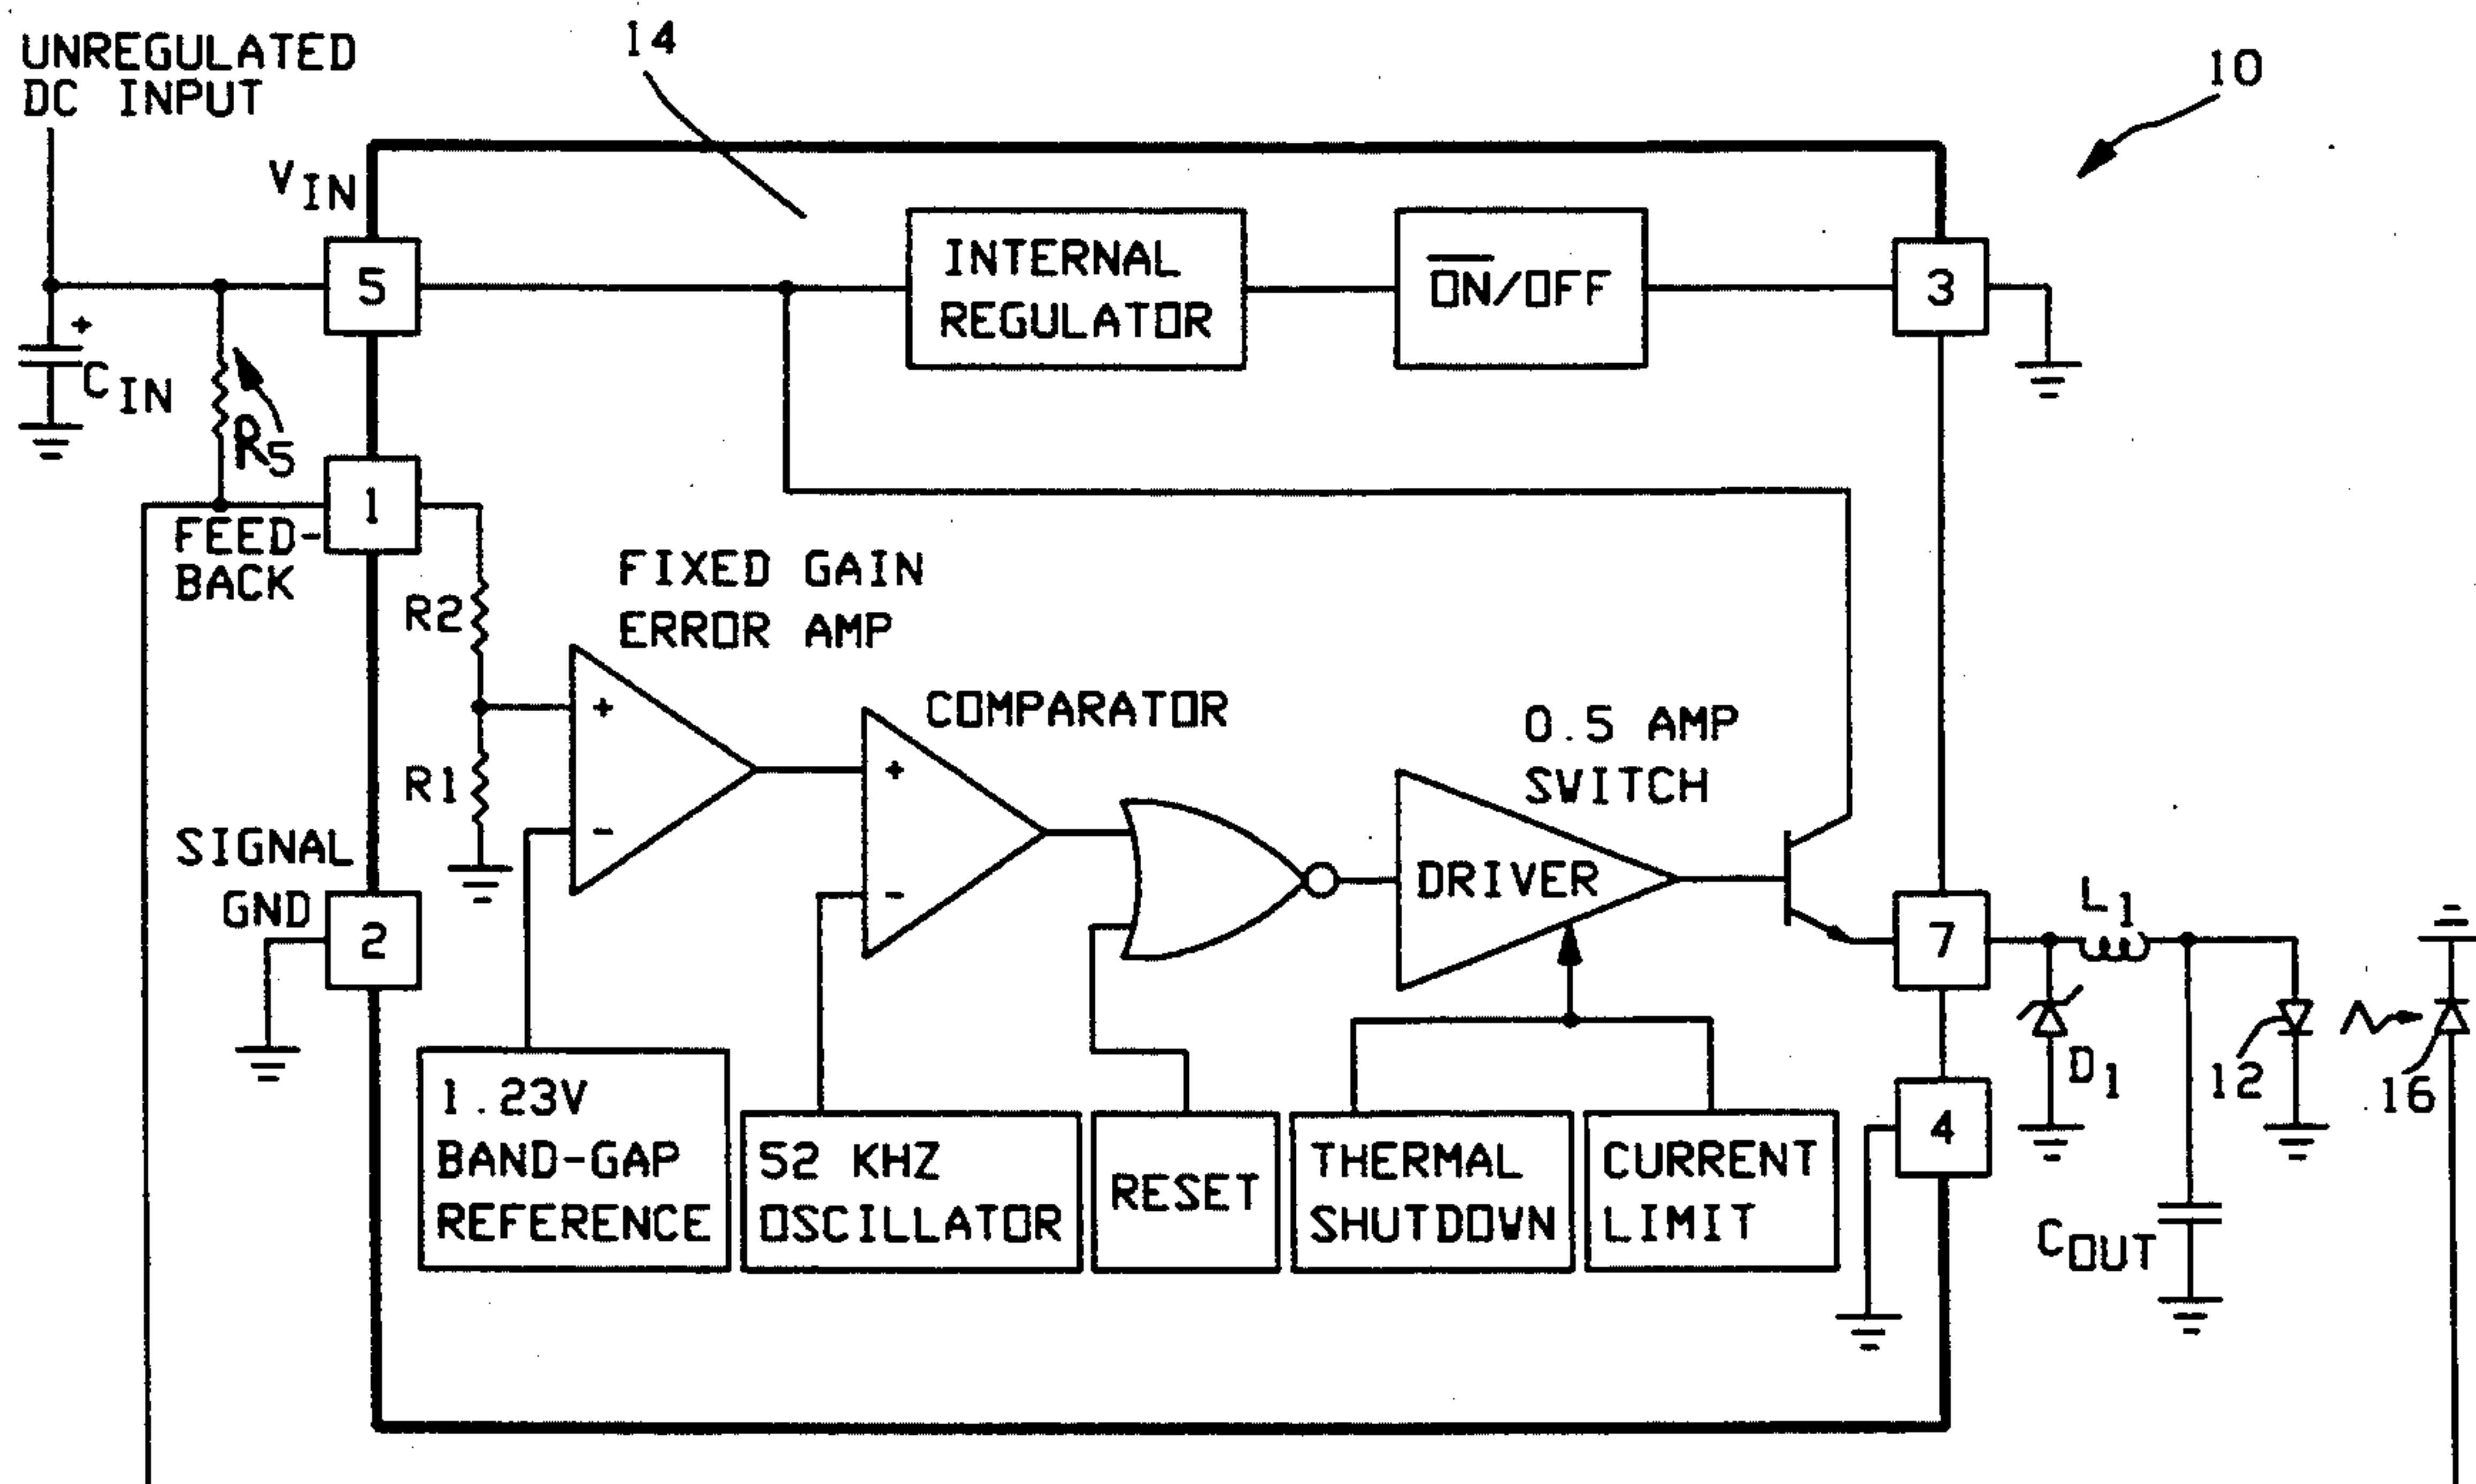 UNREGULATED
DC INPUT
14
10
VIN
5
INTERNAL
REGULATOR
ON/OFF
3
+
CIN
R5
1
FEED-
BACK
R2
FIXED GAIN
ERROR AMP
COMPARATOR
0.5 AMP
SWITCH
+
-
R1
+
-
DRIVER
SIGNAL
GND
2
7
L1
D1
12
16
4
1.23V
BAND-GAP
REFERENCE
52 KHZ
OSCILLATOR
RESET
THERMAL
SHUTDOWN
CURRENT
LIMIT
COUT